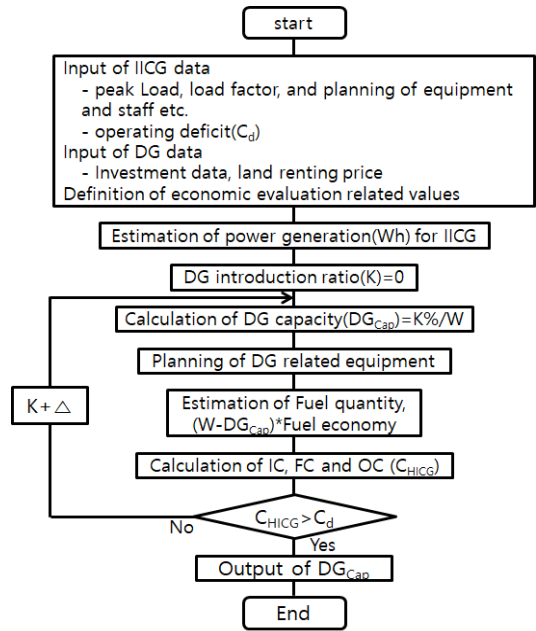 start
Input of IICG data
- peak Load, load factor, and planning of equipment
and staff etc.
- operating deficit(Cd)
Input of DG data
- Investment data, land renting price
Definition of economic evaluation related values
Estimation of power generation(Wh) for IICG
DG introduction ratio(K)=0
Calculation of DG capacity(DGCap)=K%/W
Planning of DG related equipment
K+△
Estimation of Fuel quantity,
(W-DGCap)*Fuel economy
Calculation of IC, FC and OC (CHICG)
CHICG>Cd
No
Yes
Output of DGCap
End